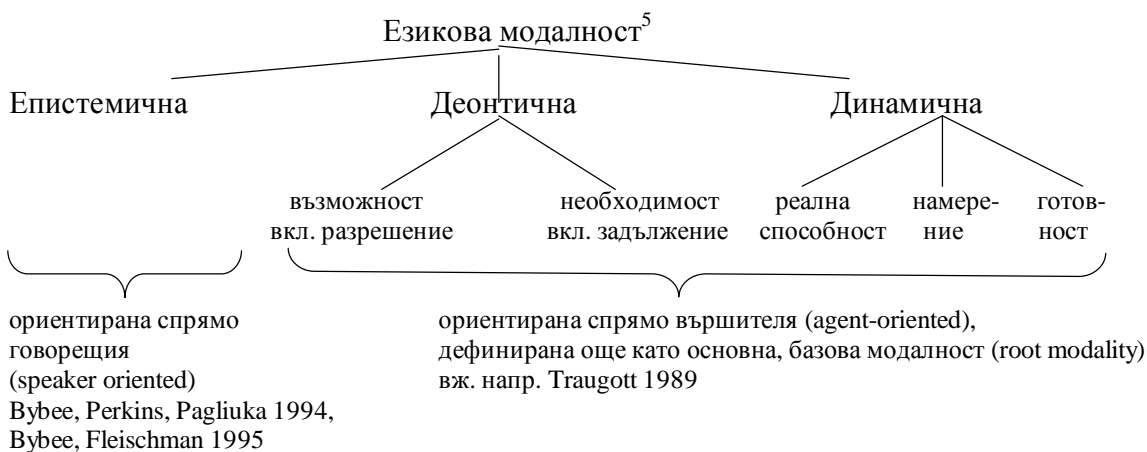 Езикова модалност5
Епистемична Деонтична Динамична
възможност необходимост реална намере- готов-
вкл. разрешение вкл. задължение способност ние ност
ориентирана спрямо ориентирана спрямо вършителя (agent-oriented),
говорещия дефинирана още като основна, базова модалност (root modality)
(speaker oriented) вж. напр. Traugott 1989
Bybee, Perkins, Pagliuka 1994,
Bybee, Fleischman 1995